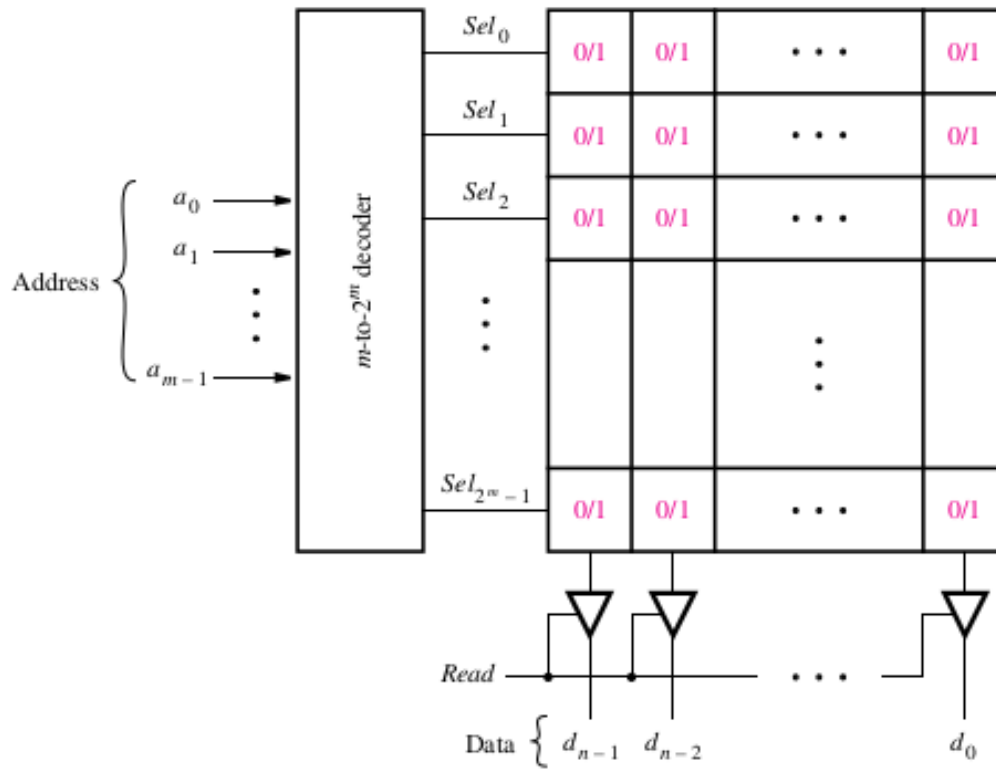 Sel₀
0/1 0/1 • • • 0/1
Sel₁
0/1 0/1 • • • 0/1
Sel₂
0/1 0/1 • • • 0/1
Address
a₀
a₁
aₘ₋₁
m-to-2ᵐ decoder
Sel₂ᵐ₋₁
0/1 0/1 • • • 0/1
Read • • •
Data dₙ₋₁ dₙ₋₂ d₀